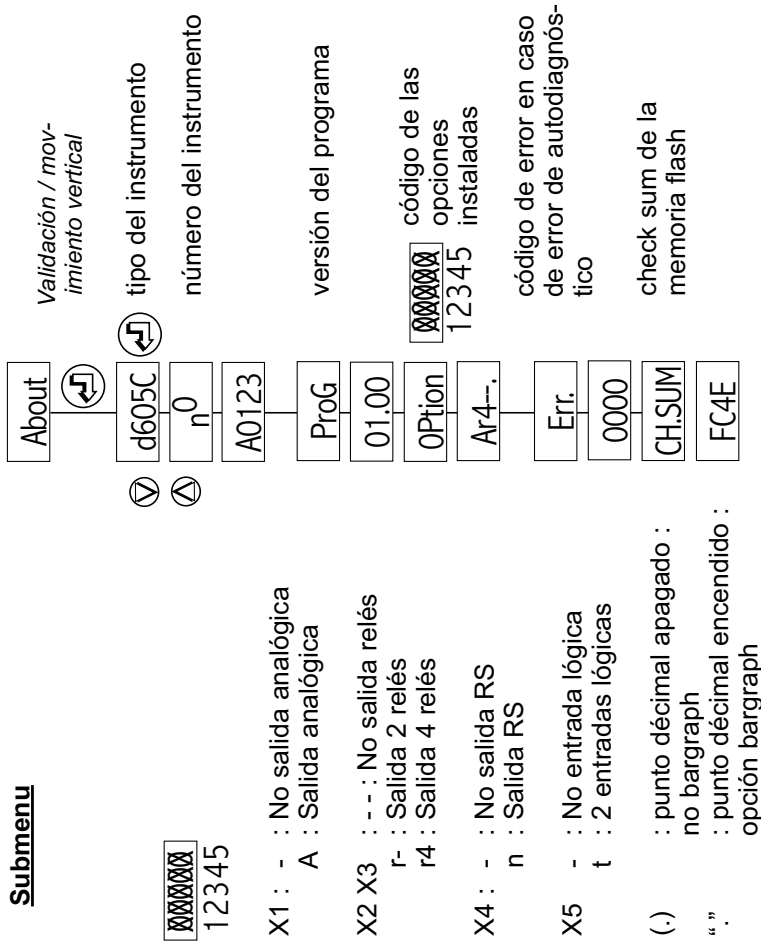 Submenu
XXXXX
12345
X1 : - : No salida analógica
A : Salida analógica
X2 X3 : - - : No salida relés
r- : Salida 2 relés
r4 : Salida 4 relés
X4 : - : No salida RS
n : Salida RS
X5 - : No entrada lógica
t : 2 entradas lógicas
(.) : punto décimal apagado :
no bargraph
“.” : punto décimal encendido :
opción bargraph
About
Validación / mov-
imiento vertical
d605C
tipo del instrumento
n0
número del instrumento
A0123
ProG
versión del programa
01.00
0Ption
código de las
opciones
instaladas
XXXXX
12345
Ar4--.
Err.
código de error en caso
de error de autodiagnós-
tico
0000
CH.SUM
check sum de la
memoria flash
FC4E